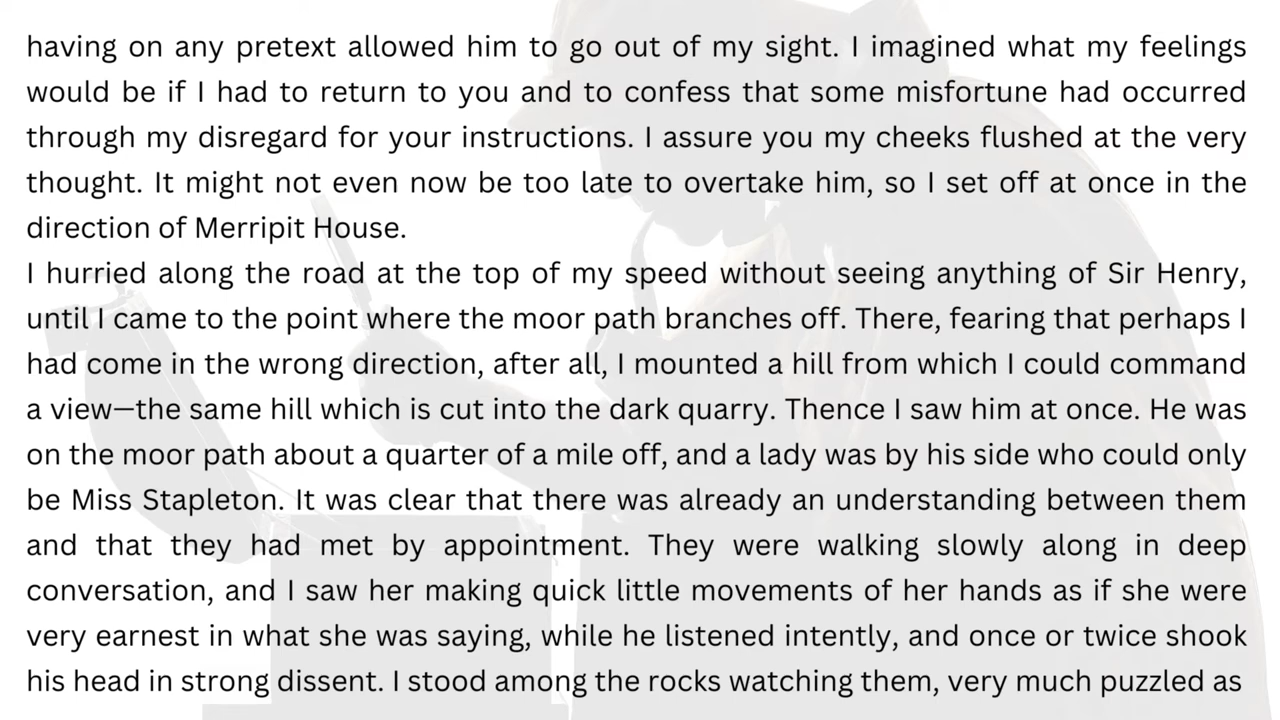 having on any pretext allowed him to go out of my sight. I imagined what my feelings
would be if I had to return to you and to confess that some misfortune had occurred
through my disregard for your instructions. I assure you my cheeks flushed at the very
thought. It might not even now be too late to overtake him, so I set off at once in the
direction of Merripit House.
I hurried along the road at the top of my speed without seeing anything of Sir Henry,
until I came to the point where the moor path branches off. There, fearing that perhaps I
had come in the wrong direction, after all, I mounted a hill from which I could command
a view—the same hill which is cut into the dark quarry. Thence I saw him at once. He was
on the moor path about a quarter of a mile off, and a lady was by his side who could only
be Miss Stapleton. It was clear that there was already an understanding between them
and that they had met by appointment. They were walking slowly along in deep
conversation, and I saw her making quick little movements of her hands as if she were
very earnest in what she was saying, while he listened intently, and once or twice shook
his head in strong dissent. I stood among the rocks watching them, very much puzzled as